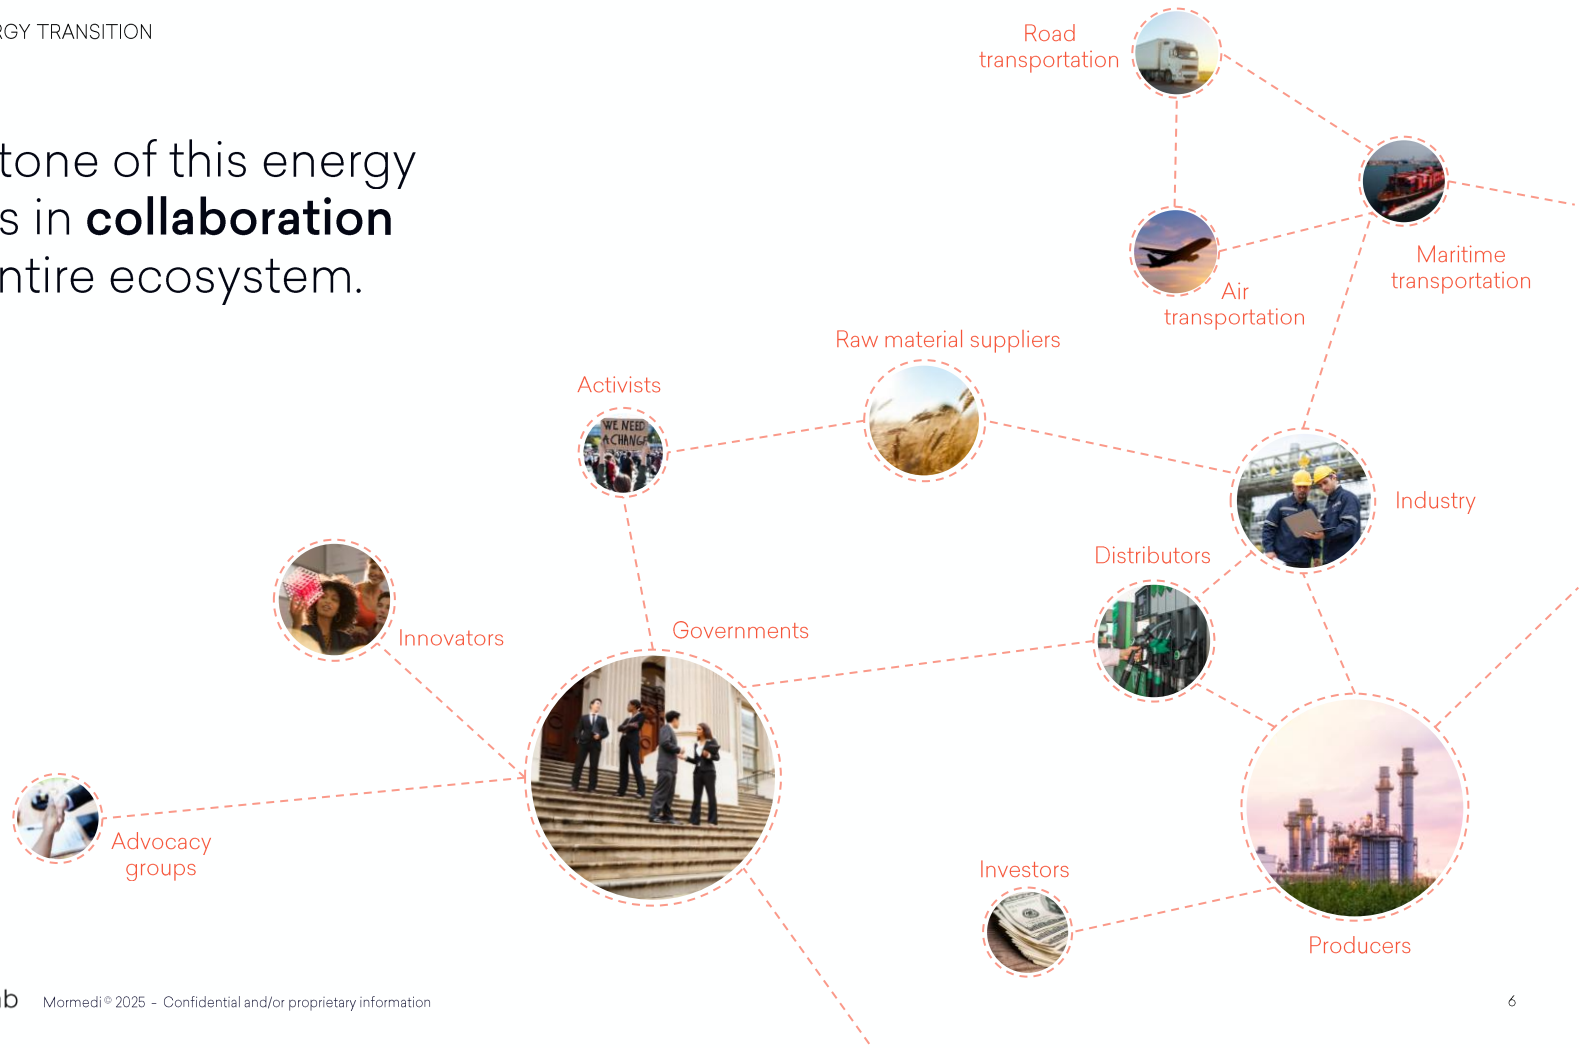 RGY TRANSITION
tone of this energy
s in collaboration
ntire ecosystem.
Road
transportation
Maritime
transportation
Air
transportation
Raw material suppliers
Activists
WE NEED
A CHANGE
Industry
Distributors
Innovators
Governments
Advocacy
groups
Investors
Producers
ab
Mormedi © 2025 - Confidential and/or proprietary information
6